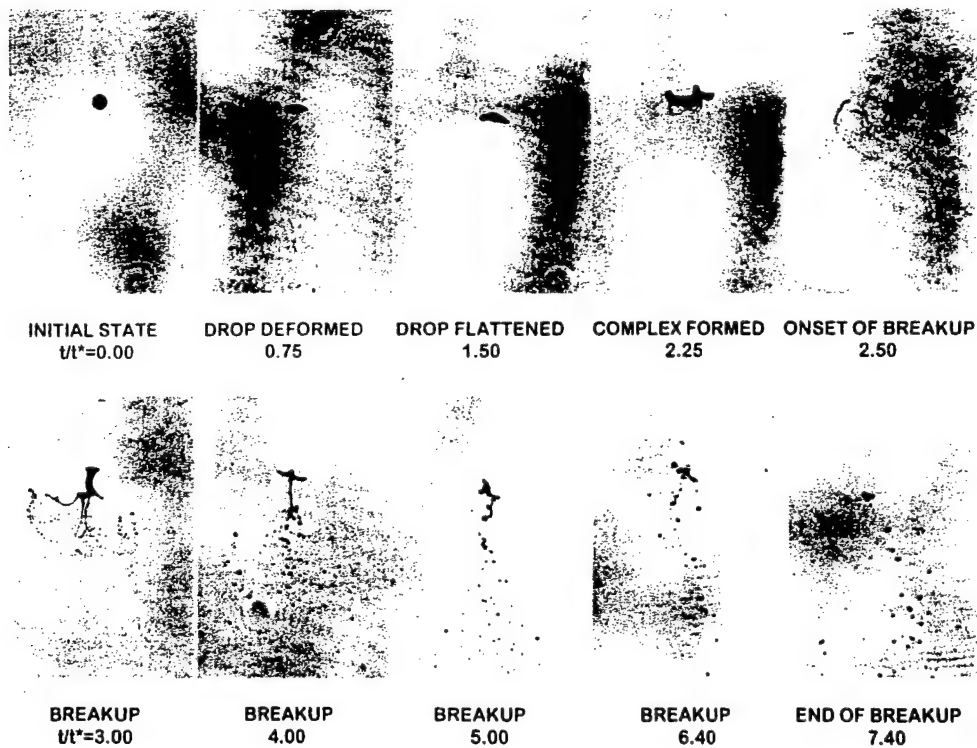 INITIAL STATE DROP DEFORMED DROP FLATTENED COMPLEX FORMED ONSET OF BREAKUP
t/t*=0.00 0.75 1.50 2.25 2.50
BREAKUP BREAKUP BREAKUP BREAKUP END OF BREAKUP
t/t*=3.00 4.00 5.00 6.40 7.40